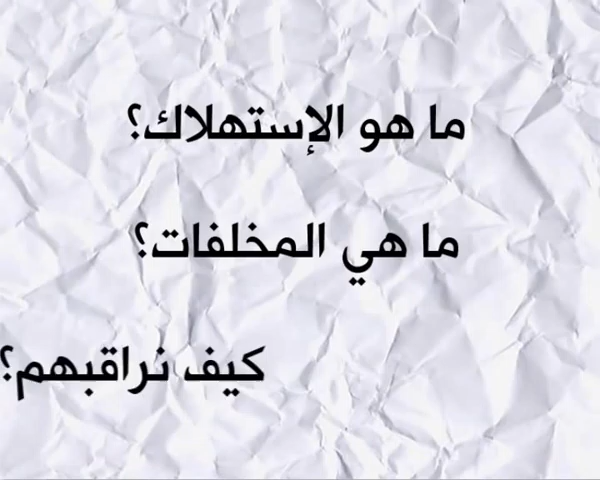 ما هو الإستهلاك؟
ما هي المخلفات؟
كيف نراقبهم؟